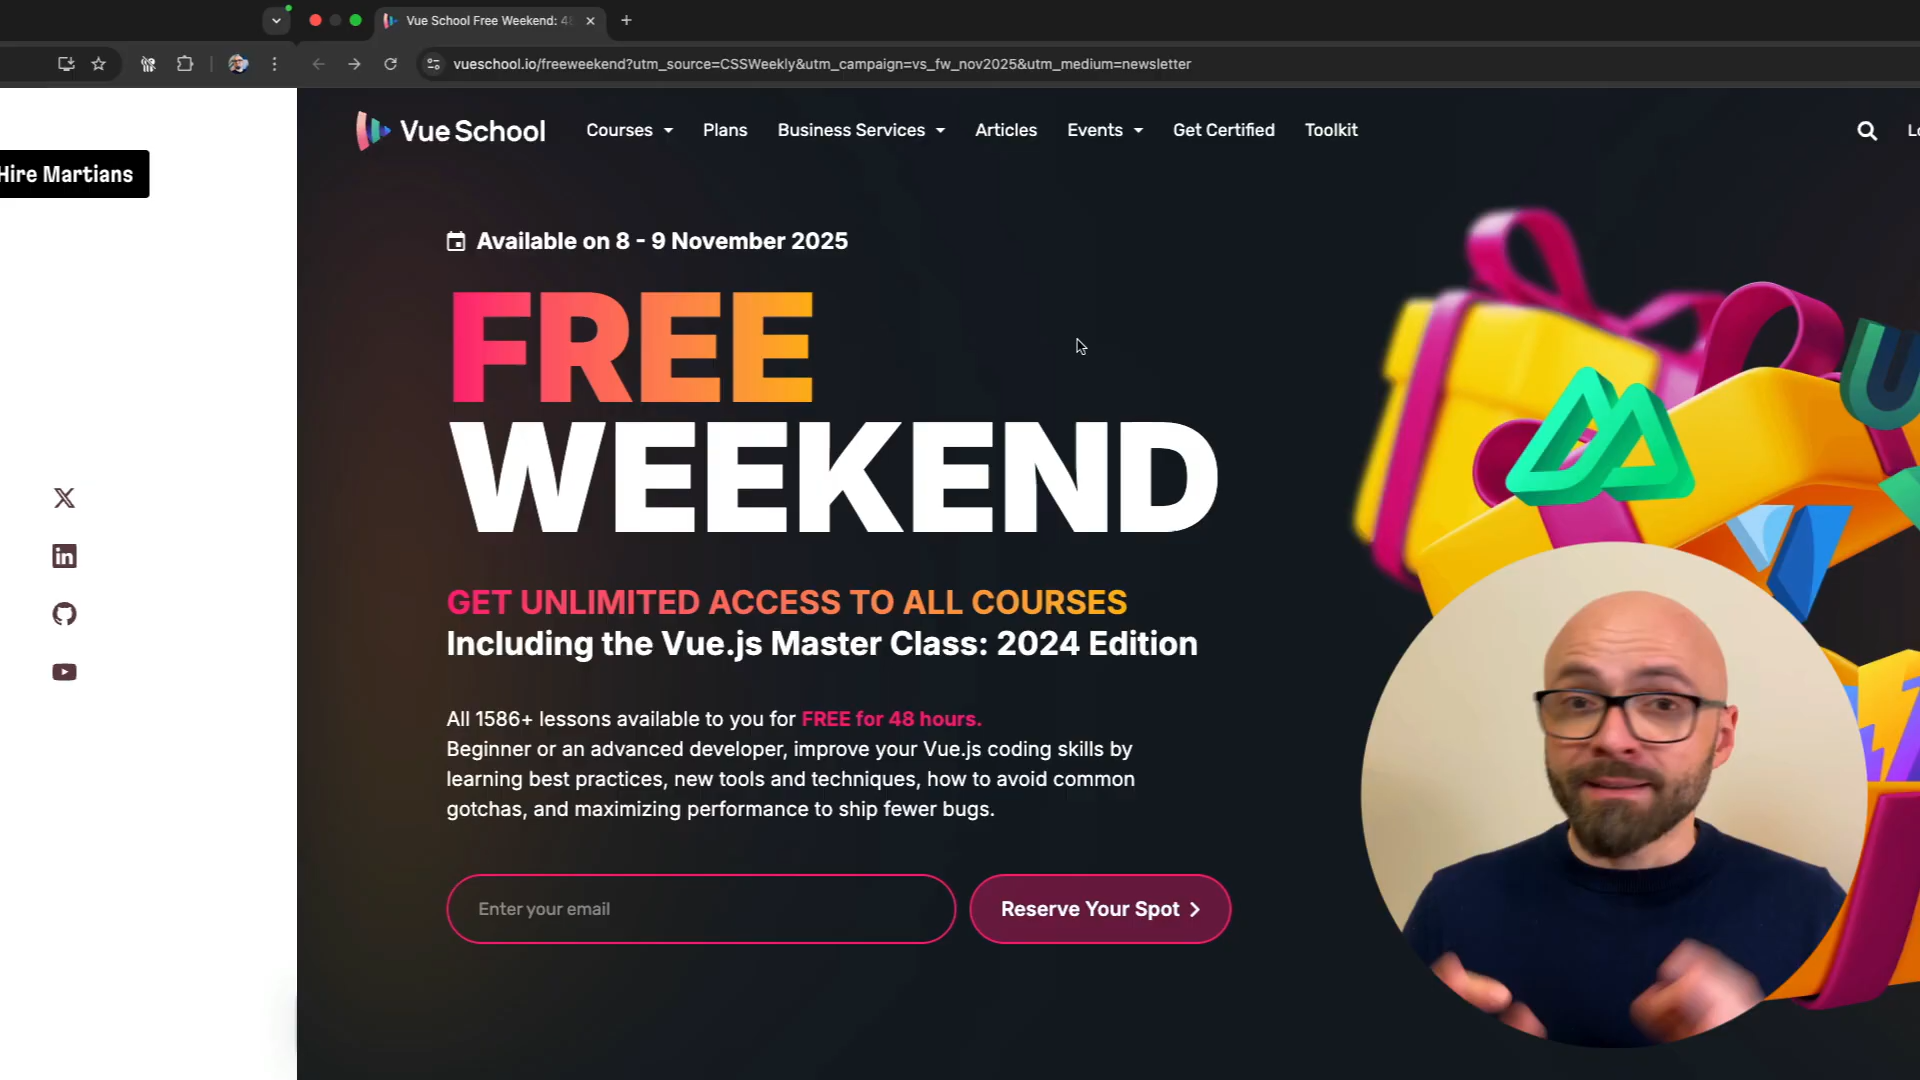 Vue School Free Weekend: 48
vueschool.io/freeweekend?utm_source=CSSWeekly&utm_campaign=vs_fw_nov2025&utm_medium=newsletter
Hire Martians
Vue School
Courses
Plans
Business Services
Articles
Events
Get Certified
Toolkit
Available on 8 - 9 November 2025
FREE
WEEKEND
GET UNLIMITED ACCESS TO ALL COURSES
Including the Vue.js Master Class: 2024 Edition
All 1586+ lessons available to you for FREE for 48 hours.
Beginner or an advanced developer, improve your Vue.js coding skills by
learning best practices, new tools and techniques, how to avoid common
gotchas, and maximizing performance to ship fewer bugs.
Enter your email
Reserve Your Spot